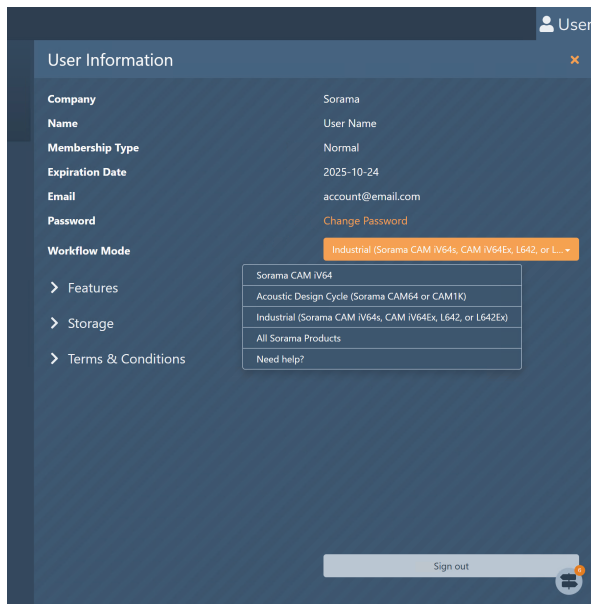 User
User Information
Company Sorama
Name User Name
Membership Type Normal
Expiration Date 2025-10-24
Email account@email.com
Password Change Password
Workflow Mode Industrial (Sorama CAM iV64s, CAM iV64Ex, L642, or L...
Sorama CAM iV64
Acoustic Design Cycle (Sorama CAM64 or CAM1K)
Industrial (Sorama CAM iV64s, CAM iV64Ex, L642, or L642Ex)
All Sorama Products
Need help?
Features
Storage
Terms & Conditions
Sign out
6